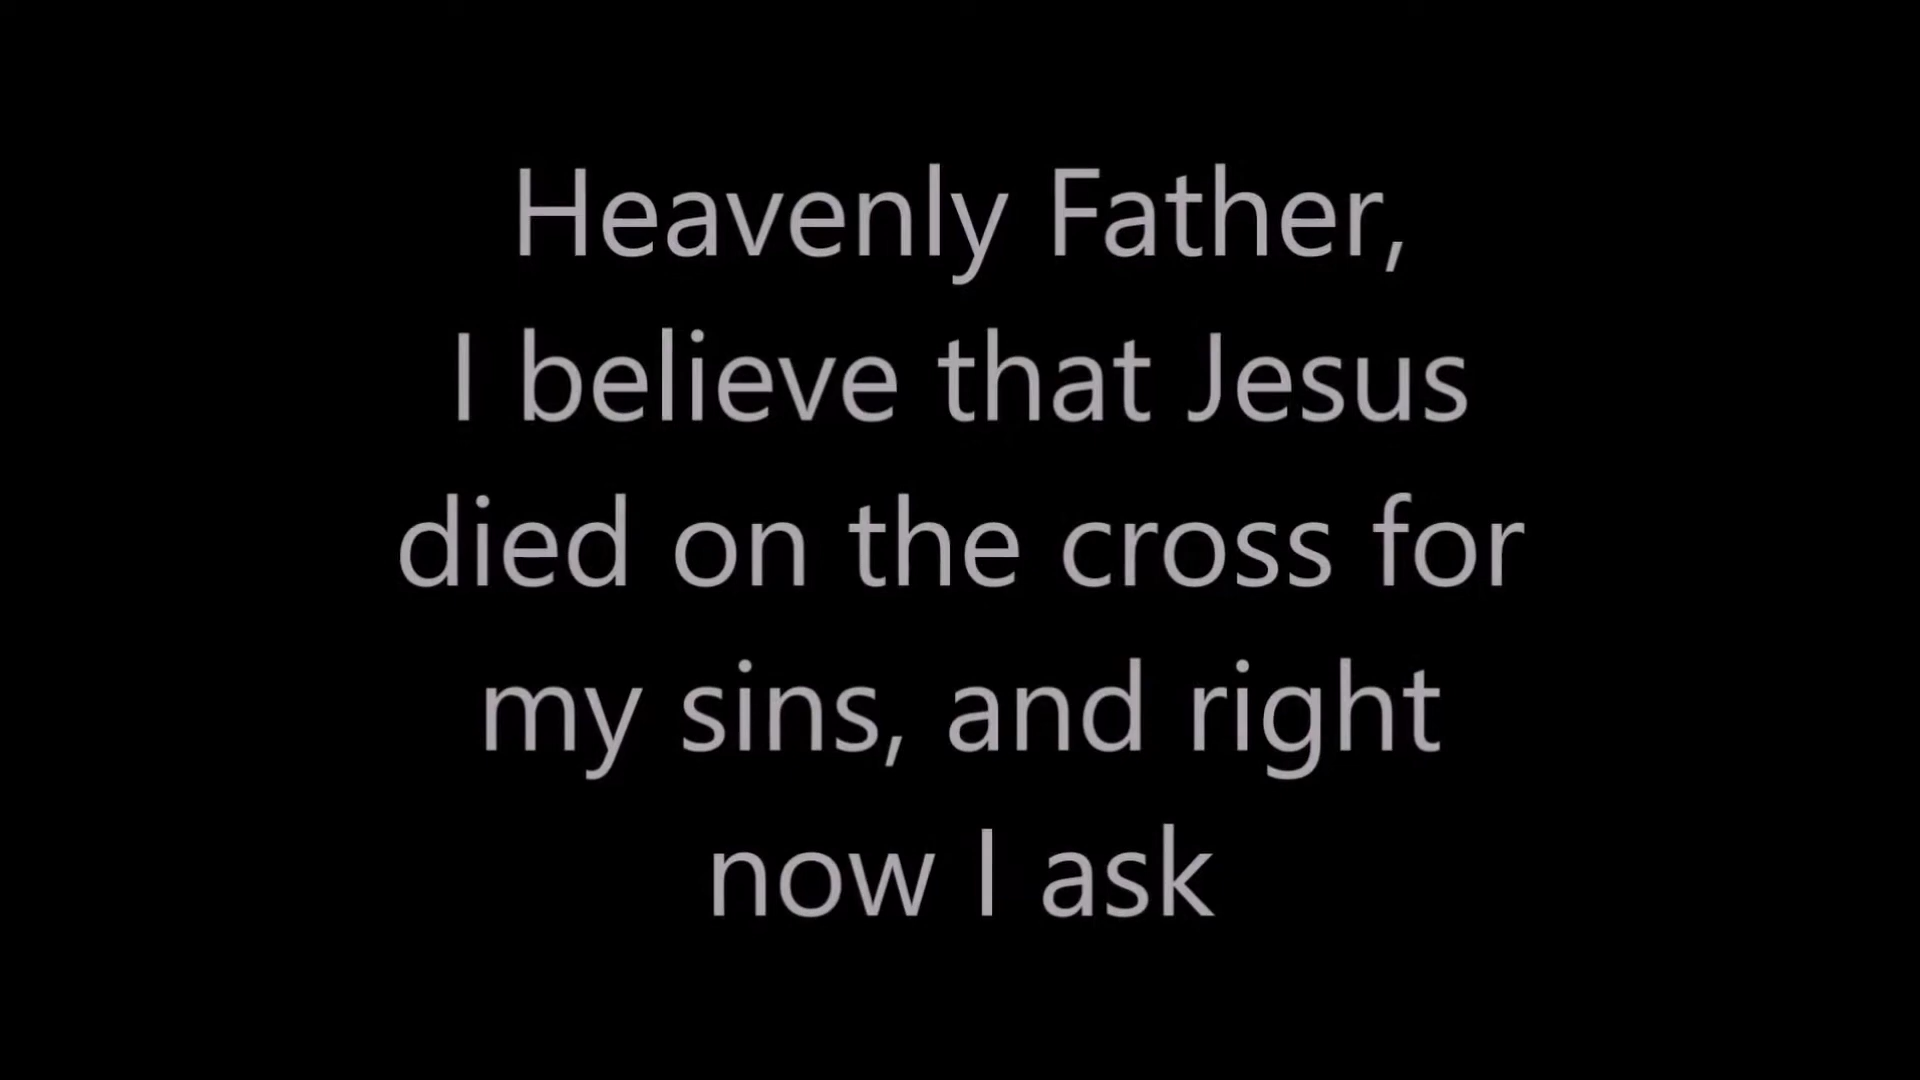 Heavenly Father,
I believe that Jesus
died on the cross for
my sins, and right
now I ask